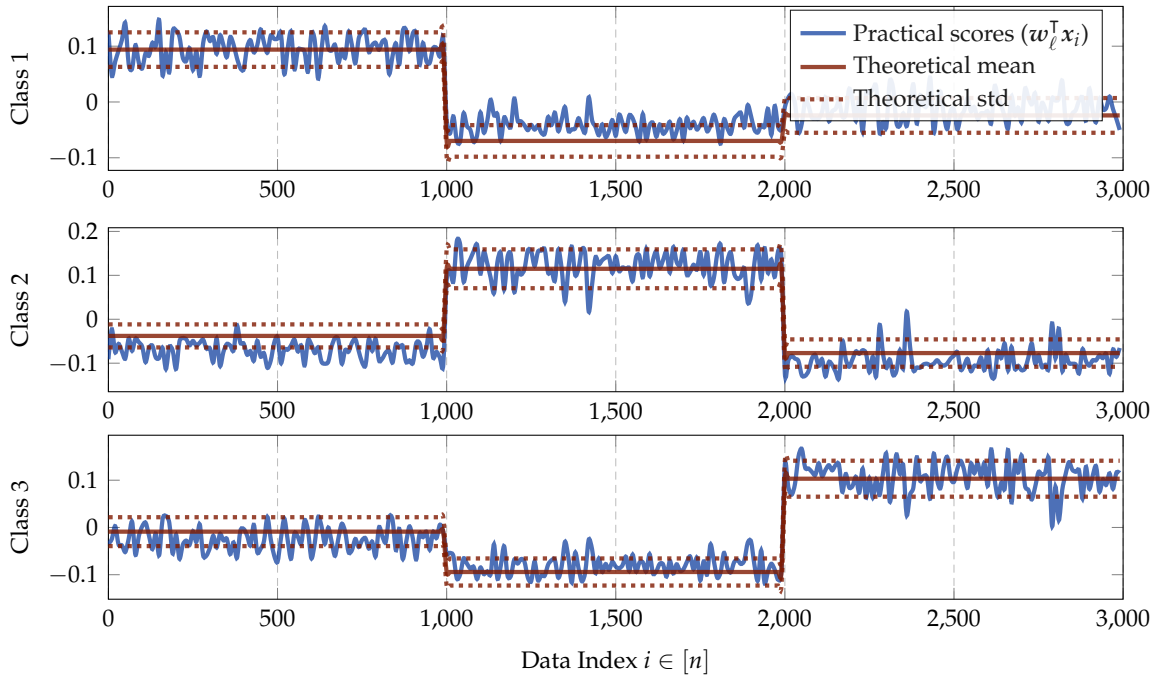 Practical scores (w_ℓ^⊺ x_i)
Theoretical mean
Theoretical std
Class 1
0.1
0
−0.1
0 500 1,000 1,500 2,000 2,500 3,000
Class 2
0.2
0.1
0
−0.1
0 500 1,000 1,500 2,000 2,500 3,000
Class 3
0.1
0
−0.1
0 500 1,000 1,500 2,000 2,500 3,000
Data Index i ∈ [n]